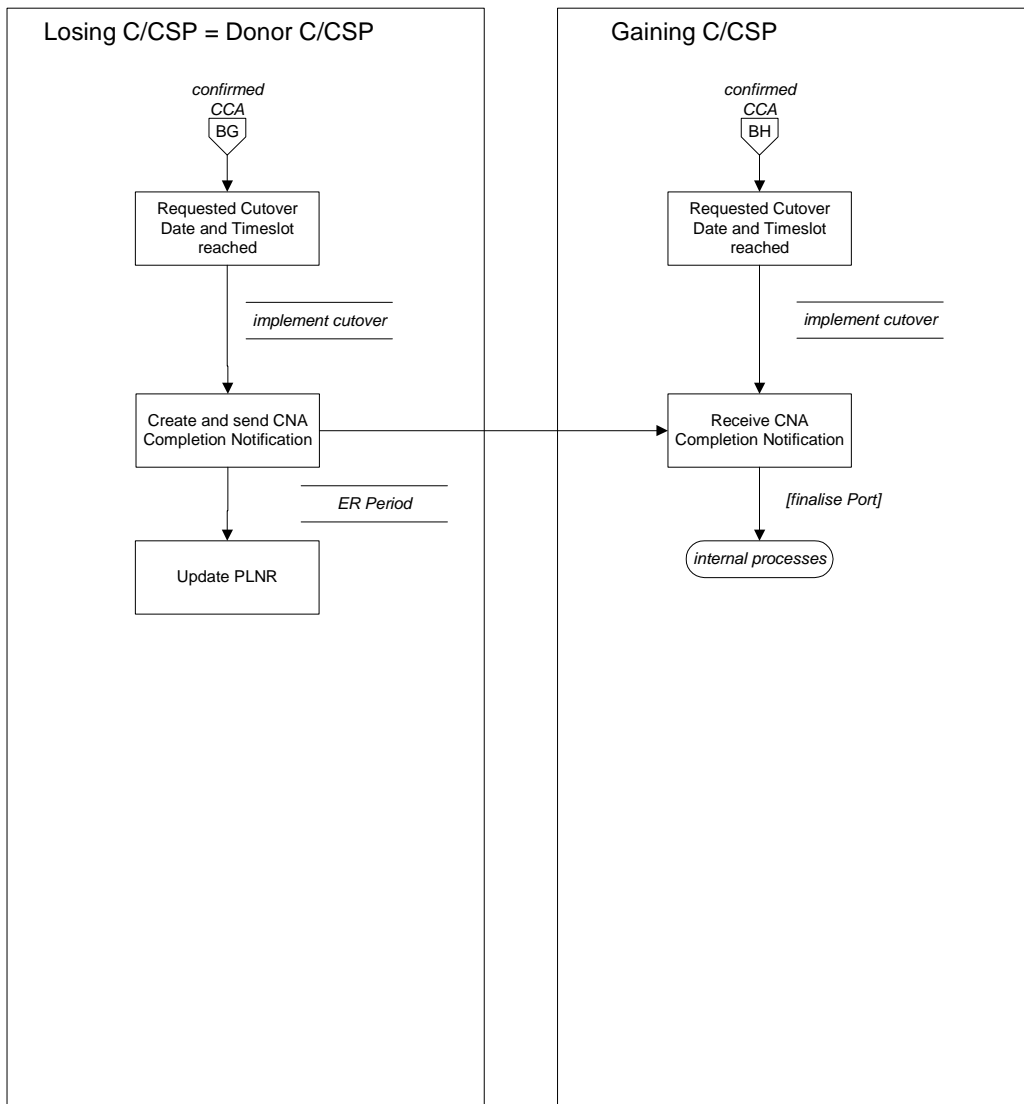 Losing C/CSP = Donor C/CSP
confirmed
CCA
BG
Requested Cutover
Date and Timeslot
reached
implement cutover
Create and send CNA
Completion Notification
ER Period
Update PLNR
Gaining C/CSP
confirmed
CCA
BH
Requested Cutover
Date and Timeslot
reached
implement cutover
Receive CNA
Completion Notification
[finalise Port]
internal processes